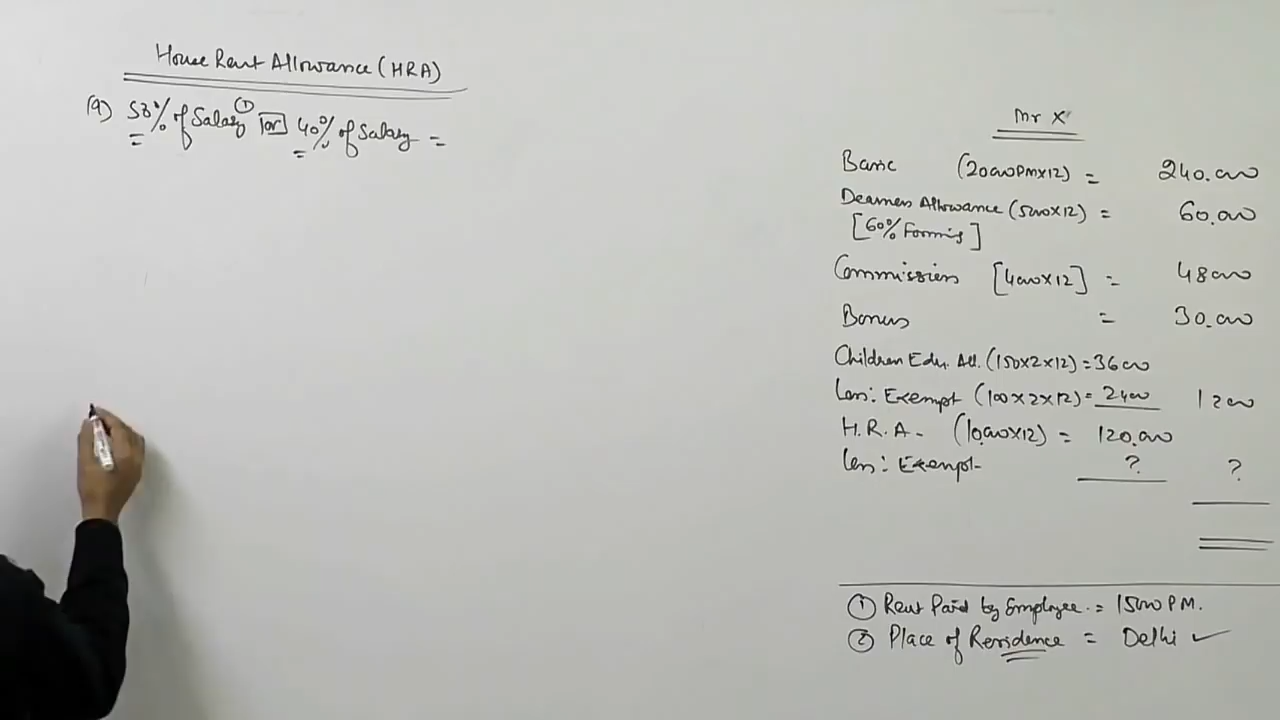 House Rent Allowance (HRA)
(a) 50% of Salary ① or 40% of Salary =
Mr X
Basic (20000PM×12) = 240.000
Dearness Allowance (5000×12) = 60.000
[60% Forming]
Commission [4000×12] = 48000
Bonus = 30.000
Children Edu. All. (150×2×12) = 3600
Less: Exempt (100×2×12) = 2400 1200
H.R.A- (10,000×12) = 120,000
Less: Exempt- ? ?
① Rent Paid by Employee = 15000 PM.
② Place of Residence = Delhi ✓